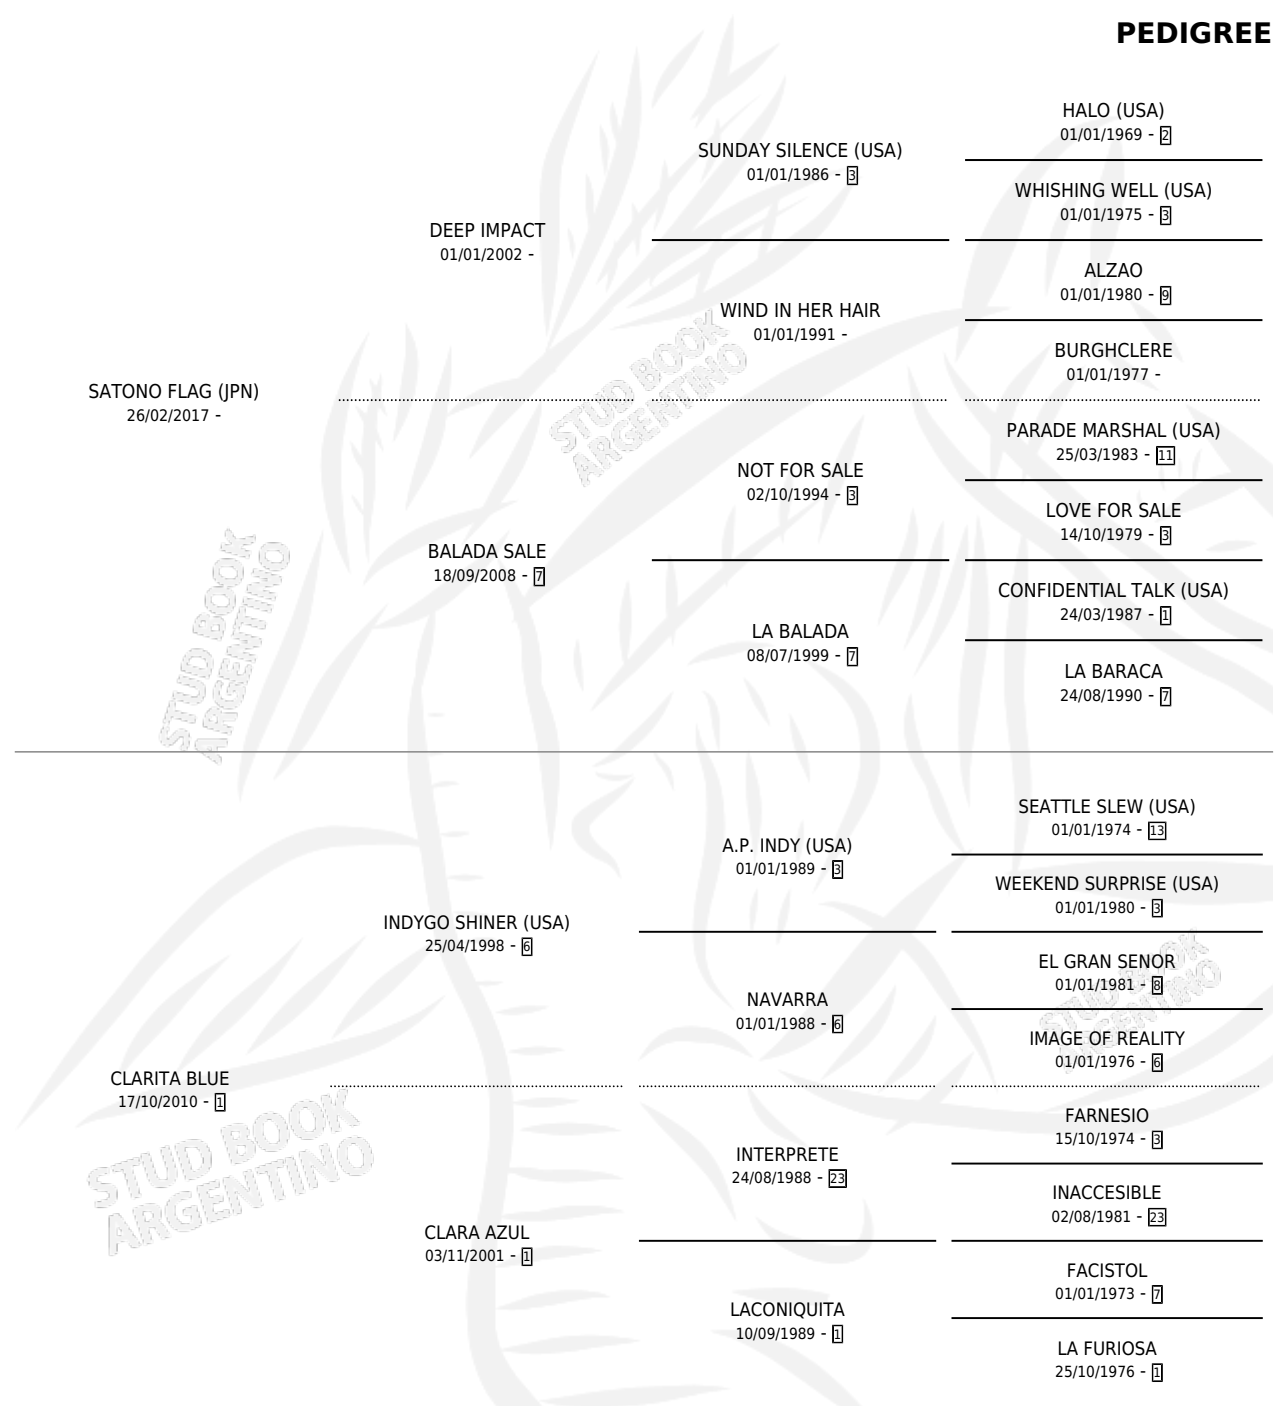 PEDIGREE
HALO (USA)
01/01/1969 - 2
SUNDAY SILENCE (USA)
01/01/1986 - 3
WHISHING WELL (USA)
01/01/1975 - 3
DEEP IMPACT
01/01/2002 -
ALZAO
01/01/1980 - 9
WIND IN HER HAIR
01/01/1991 -
BURGHCLERE
01/01/1977 -
SATONO FLAG (JPN)
26/02/2017 -
PARADE MARSHAL (USA)
25/03/1983 - 11
NOT FOR SALE
02/10/1994 - 3
LOVE FOR SALE
14/10/1979 - 3
BALADA SALE
18/09/2008 - 7
CONFIDENTIAL TALK (USA)
24/03/1987 - 1
LA BALADA
08/07/1999 - 7
LA BARACA
24/08/1990 - 7
SEATTLE SLEW (USA)
01/01/1974 - 13
A.P. INDY (USA)
01/01/1989 - 3
WEEKEND SURPRISE (USA)
01/01/1980 - 3
INDYGO SHINER (USA)
25/04/1998 - 6
EL GRAN SENOR
01/01/1981 - 8
NAVARRA
01/01/1988 - 6
IMAGE OF REALITY
01/01/1976 - 6
CLARITA BLUE
17/10/2010 - 1
FARNESIO
15/10/1974 - 3
INTERPRETE
24/08/1988 - 23
INACCESIBLE
02/08/1981 - 23
CLARA AZUL
03/11/2001 - 1
FACISTOL
01/01/1973 - 7
LACONIQUITA
10/09/1989 - 1
LA FURIOSA
25/10/1976 - 1
STUD BOOK
ARGENTINO
STUD BOOK
ARGENTINO
STUD BOOK
ARGENTINO
STUD BOOK
ARGENTINO